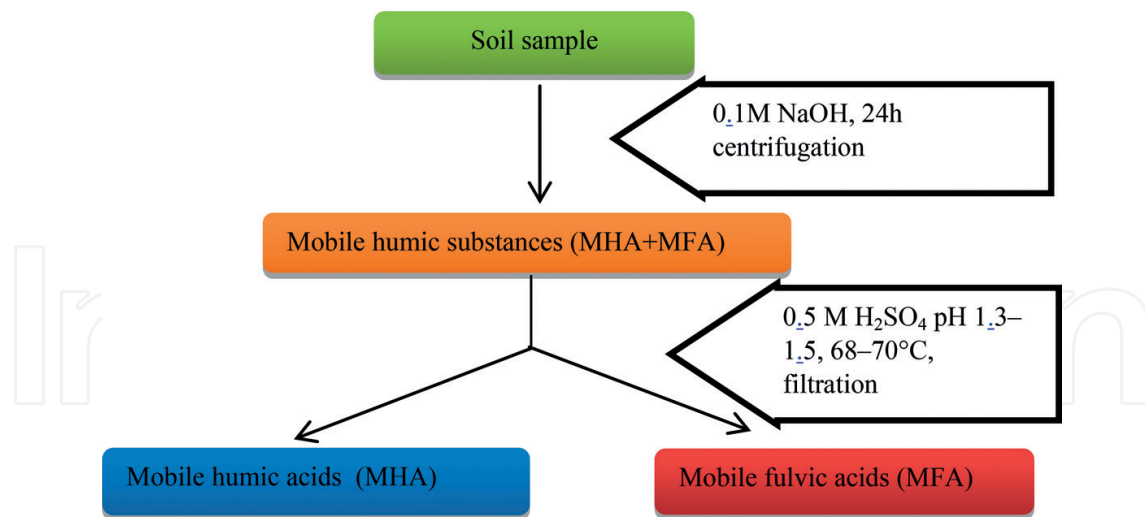 Soil sample
0.1M NaOH, 24h
centrifugation
Mobile humic substances (MHA+MFA)
0.5 M H₂SO₄ pH 1.3–
1.5, 68–70°C,
filtration
Mobile humic acids (MHA)
Mobile fulvic acids (MFA)